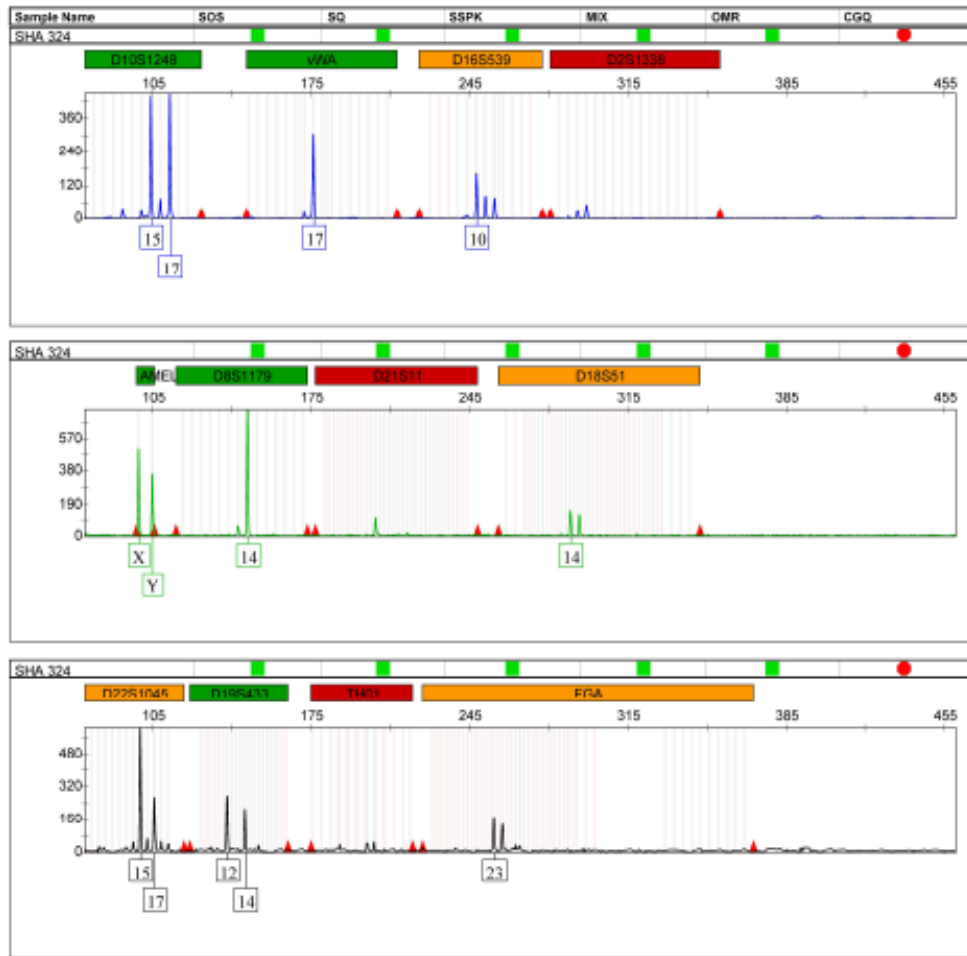 Sample Name SOS SQ SSPK MIX OMR CGQ
SHA 324
D10S1248 vWA D16S539 D2S1338
105 175 245 315 385 455
360
240
120
0
15 17 10
17
SHA 324
AMEL D8S1179 D21S11 D18S51
105 175 245 315 385 455
570
380
190
0
X 14 14
Y
SHA 324
D22S1045 D19S433 TH01 FGA
105 175 245 315 385 455
480
320
160
0
15 12 23
17 14